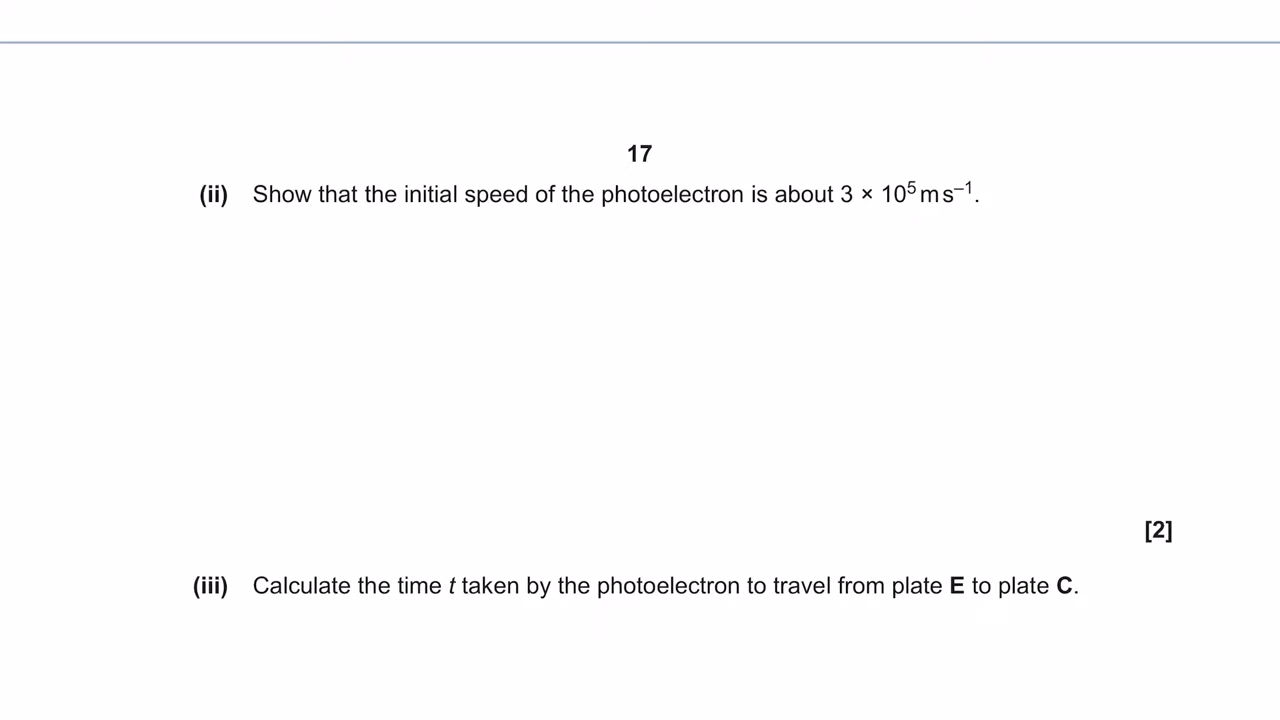 17
(ii) Show that the initial speed of the photoelectron is about 3 × 10⁵ m s⁻¹.
[2]
(iii) Calculate the time t taken by the photoelectron to travel from plate E to plate C.